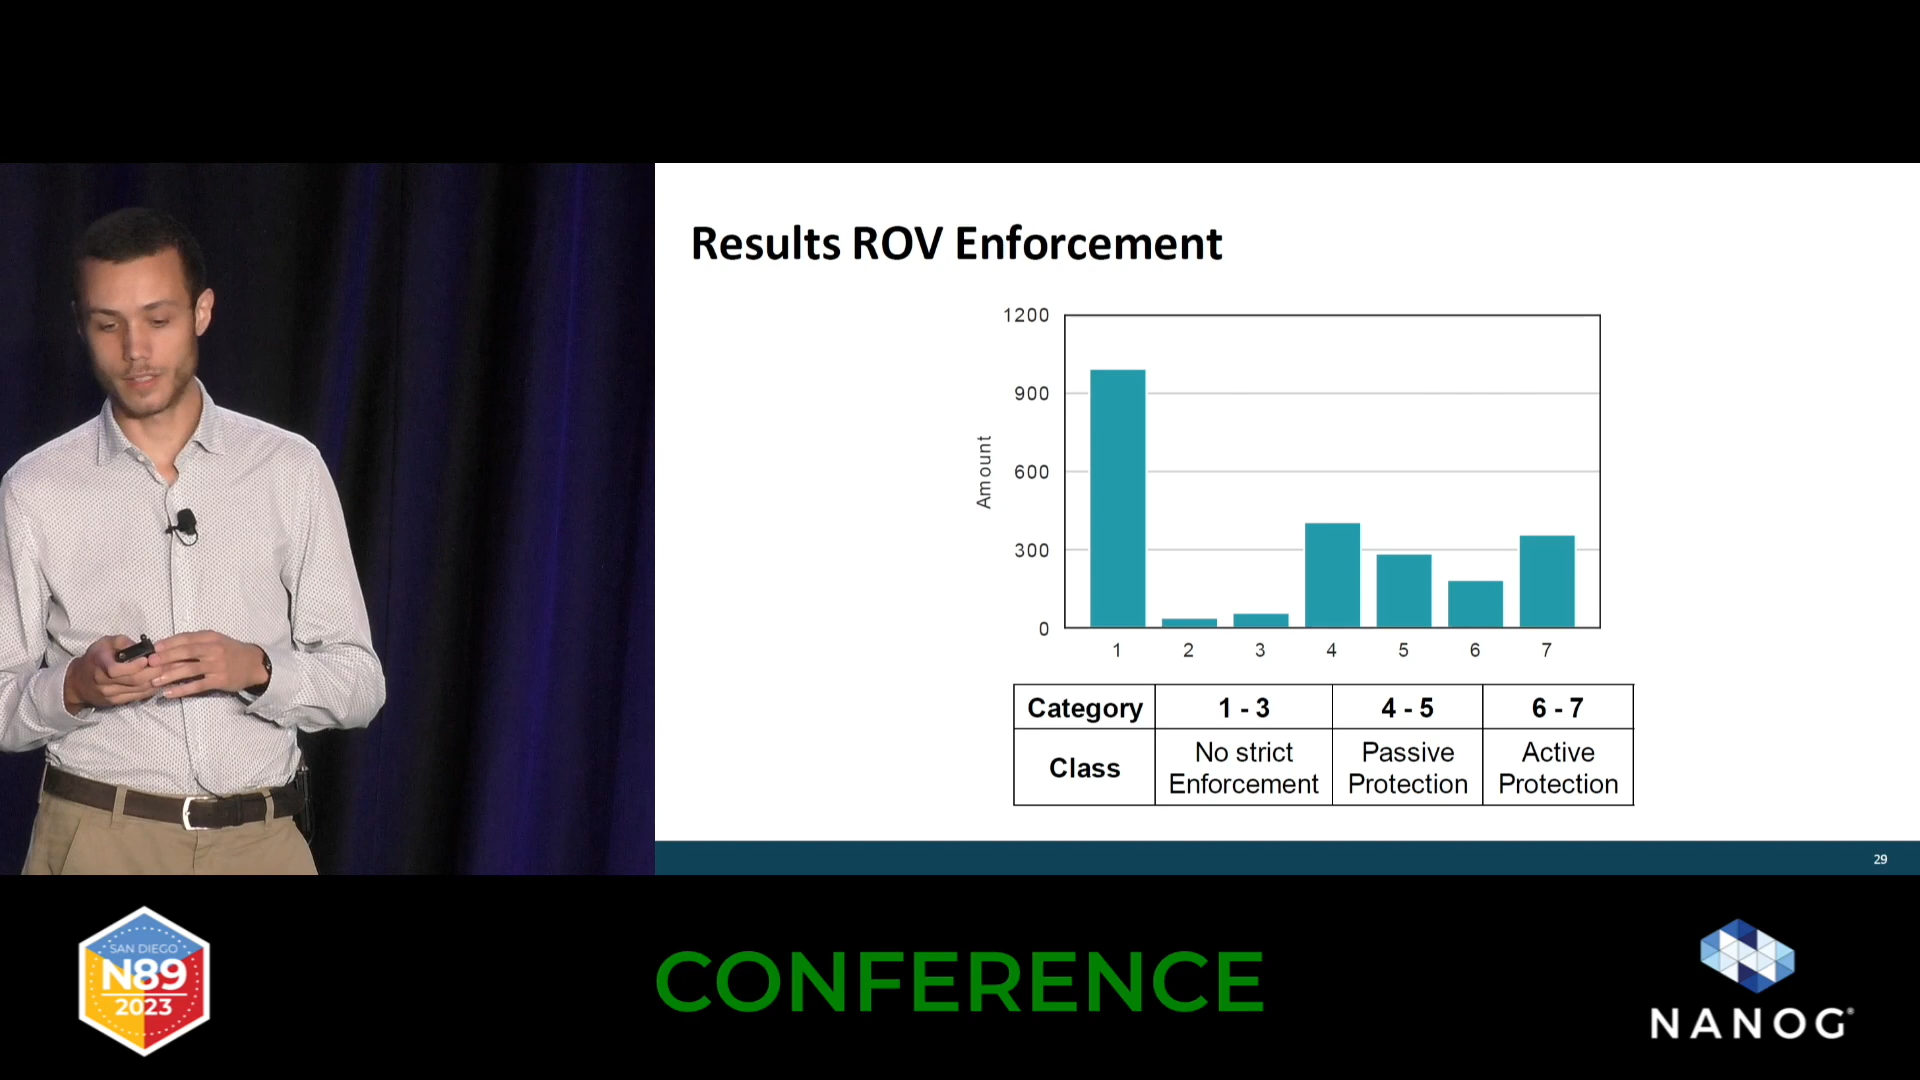 Results ROV Enforcement
1200
900
600
300
0
Amount
1 2 3 4 5 6 7
Category 1 - 3 4 - 5 6 - 7
Class No strict Enforcement Passive Protection Active Protection
29
SAN DIEGO
N89
2023
CONFERENCE
NANOG®